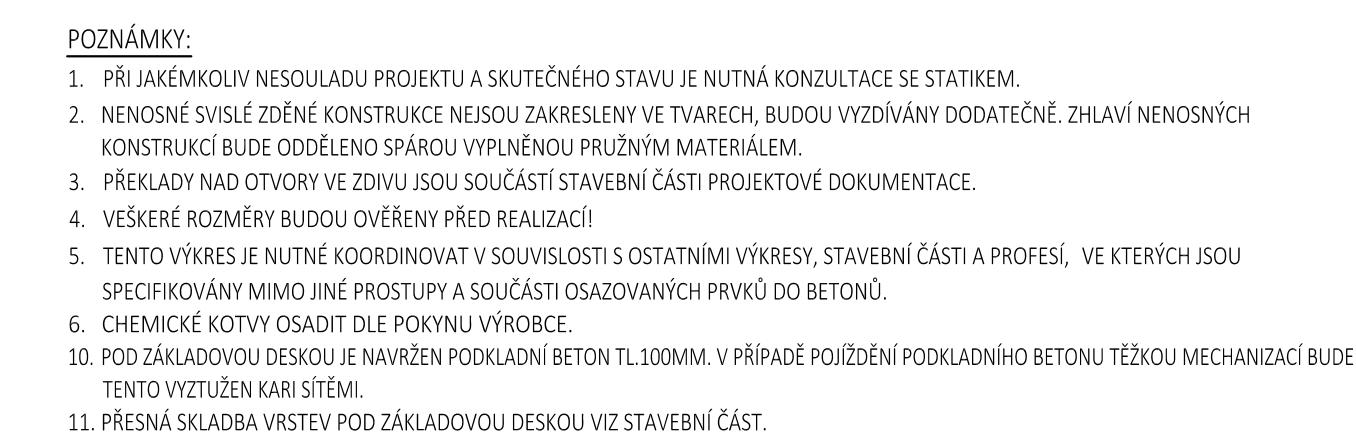 POZNÁMKY:
1. PŘI JAKÉMKOLIV NESOULADU PROJEKTU A SKUTEČNÉHO STAVU JE NUTNÁ KONZULTACE SE STATIKEM.
2. NENOSNÉ SVISLÉ ZDĚNÉ KONSTRUKCE NEJSOU ZAKRESLENY VE TVARECH, BUDOU VYZDÍVÁNY DODATEČNĚ. ZHLAVÍ NENOSNÝCH
KONSTRUKCÍ BUDE ODDĚLENO SPÁROU VYPLNĚNOU PRUŽNÝM MATERIÁLEM.
3. PŘEKLADY NAD OTVORY VE ZDIVU JSOU SOUČÁSTÍ STAVEBNÍ ČÁSTI PROJEKTOVÉ DOKUMENTACE.
4. VEŠKERÉ ROZMĚRY BUDOU OVĚŘENY PŘED REALIZACÍ!
5. TENTO VÝKRES JE NUTNÉ KOORDINOVAT V SOUVISLOSTI S OSTATNÍMI VÝKRESY, STAVEBNÍ ČÁSTI A PROFESÍ, VE KTERÝCH JSOU
SPECIFIKOVÁNY MIMO JINÉ PROSTUPY A SOUČÁSTI OSAZOVANÝCH PRVKŮ DO BETONŮ.
6. CHEMICKÉ KOTVY OSADIT DLE POKYNU VÝROBCE.
10. POD ZÁKLADOVOU DESKOU JE NAVRŽEN PODKLADNÍ BETON TL.100MM. V PŘÍPADĚ POJÍŽDĚNÍ PODKLADNÍHO BETONU TĚŽKOU MECHANIZACÍ BUDE
TENTO VYZTUŽEN KARI SÍTĚMI.
11. PŘESNÁ SKLADBA VRSTEV POD ZÁKLADOVOU DESKOU VIZ STAVEBNÍ ČÁST.